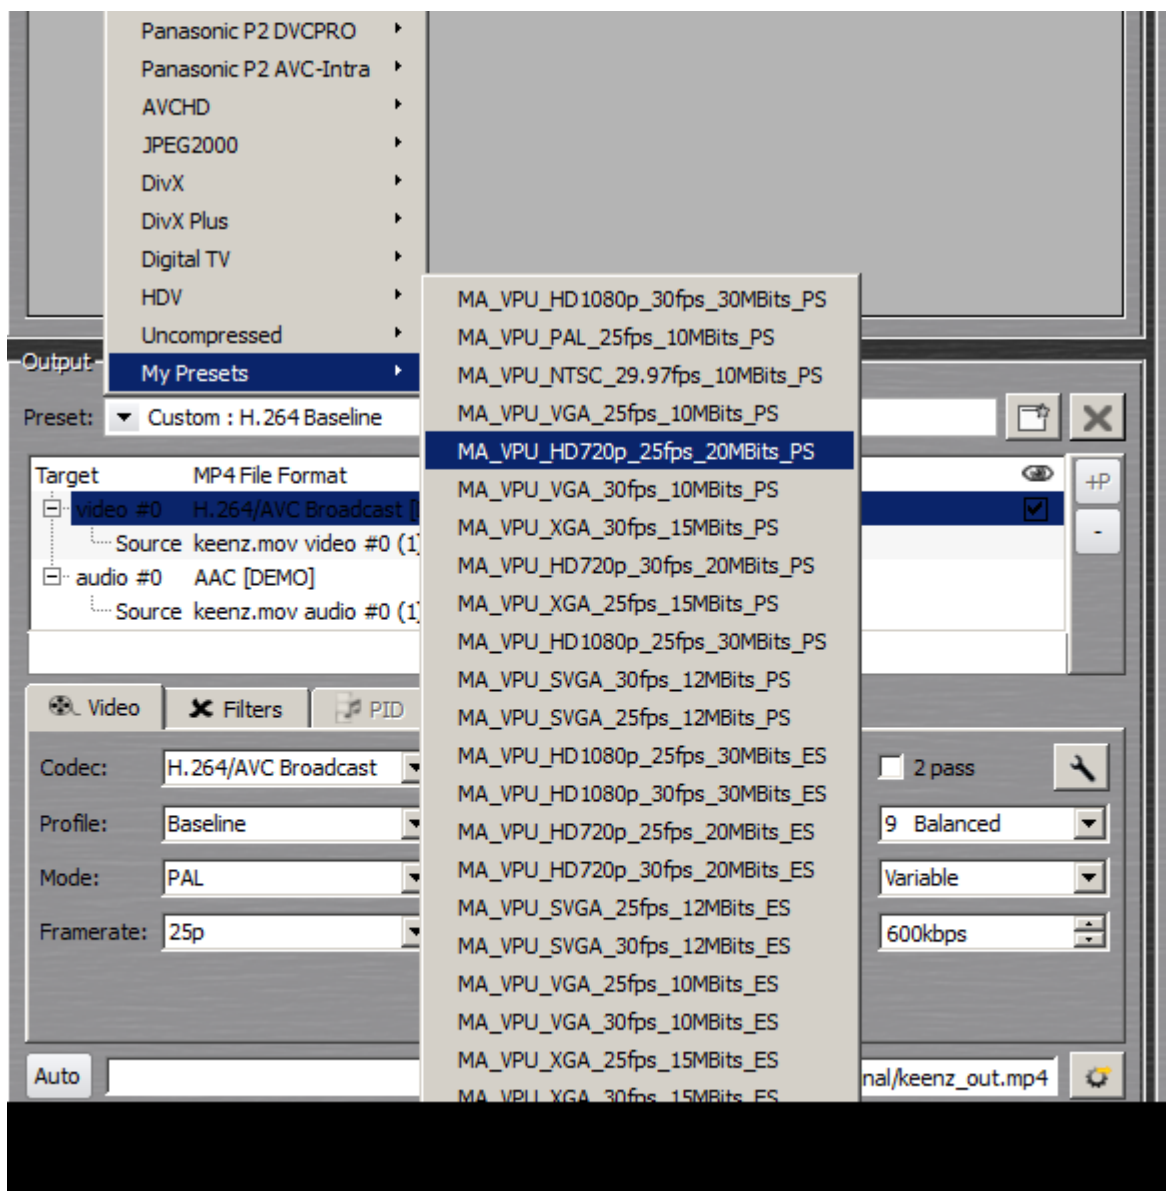 Panasonic P2 DVCPRO
Panasonic P2 AVC-Intra
AVCHD
JPEG2000
DivX
DivX Plus
Digital TV
HDV
Uncompressed
My Presets
MA_VPU_HD1080p_30fps_30MBits_PS
MA_VPU_PAL_25fps_10MBits_PS
MA_VPU_NTSC_29.97fps_10MBits_PS
MA_VPU_VGA_25fps_10MBits_PS
MA_VPU_HD720p_25fps_20MBits_PS
MA_VPU_VGA_30fps_10MBits_PS
MA_VPU_XGA_30fps_15MBits_PS
MA_VPU_HD720p_30fps_20MBits_PS
MA_VPU_XGA_25fps_15MBits_PS
MA_VPU_HD1080p_25fps_30MBits_PS
MA_VPU_SVGA_30fps_12MBits_PS
MA_VPU_SVGA_25fps_12MBits_PS
MA_VPU_HD1080p_25fps_30MBits_ES
MA_VPU_HD1080p_30fps_30MBits_ES
MA_VPU_HD720p_25fps_20MBits_ES
MA_VPU_HD720p_30fps_20MBits_ES
MA_VPU_SVGA_25fps_12MBits_ES
MA_VPU_SVGA_30fps_12MBits_ES
MA_VPU_VGA_25fps_10MBits_ES
MA_VPU_VGA_30fps_10MBits_ES
MA_VPU_XGA_25fps_15MBits_ES
MA_VPU_XGA_30fps_15MBits_ES
Output
Preset: Custom : H.264 Baseline
Target MP4 File Format
+P
video #0 H.264/AVC Broadcast [
-
Source keenz.mov video #0 (1)
audio #0 AAC [DEMO]
Source keenz.mov audio #0 (1)
Video Filters PID
Codec: H.264/AVC Broadcast 2 pass
Profile: Baseline 9 Balanced
Mode: PAL Variable
Framerate: 25p 600kbps
Auto nal/keenz_out.mp4